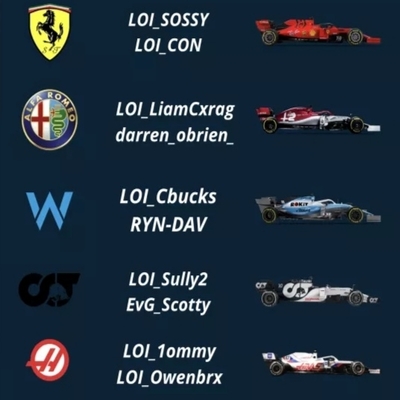 S F
LOI_SOSSY
LOI_CON
ALFA ROMEO
LOI_LiamCxrag
darren_obrien_
W
LOI_Cbucks
RYN-DAV
LOI_Sully2
EvG_Scotty
H
LOI_1ommy
LOI_Owenbrx